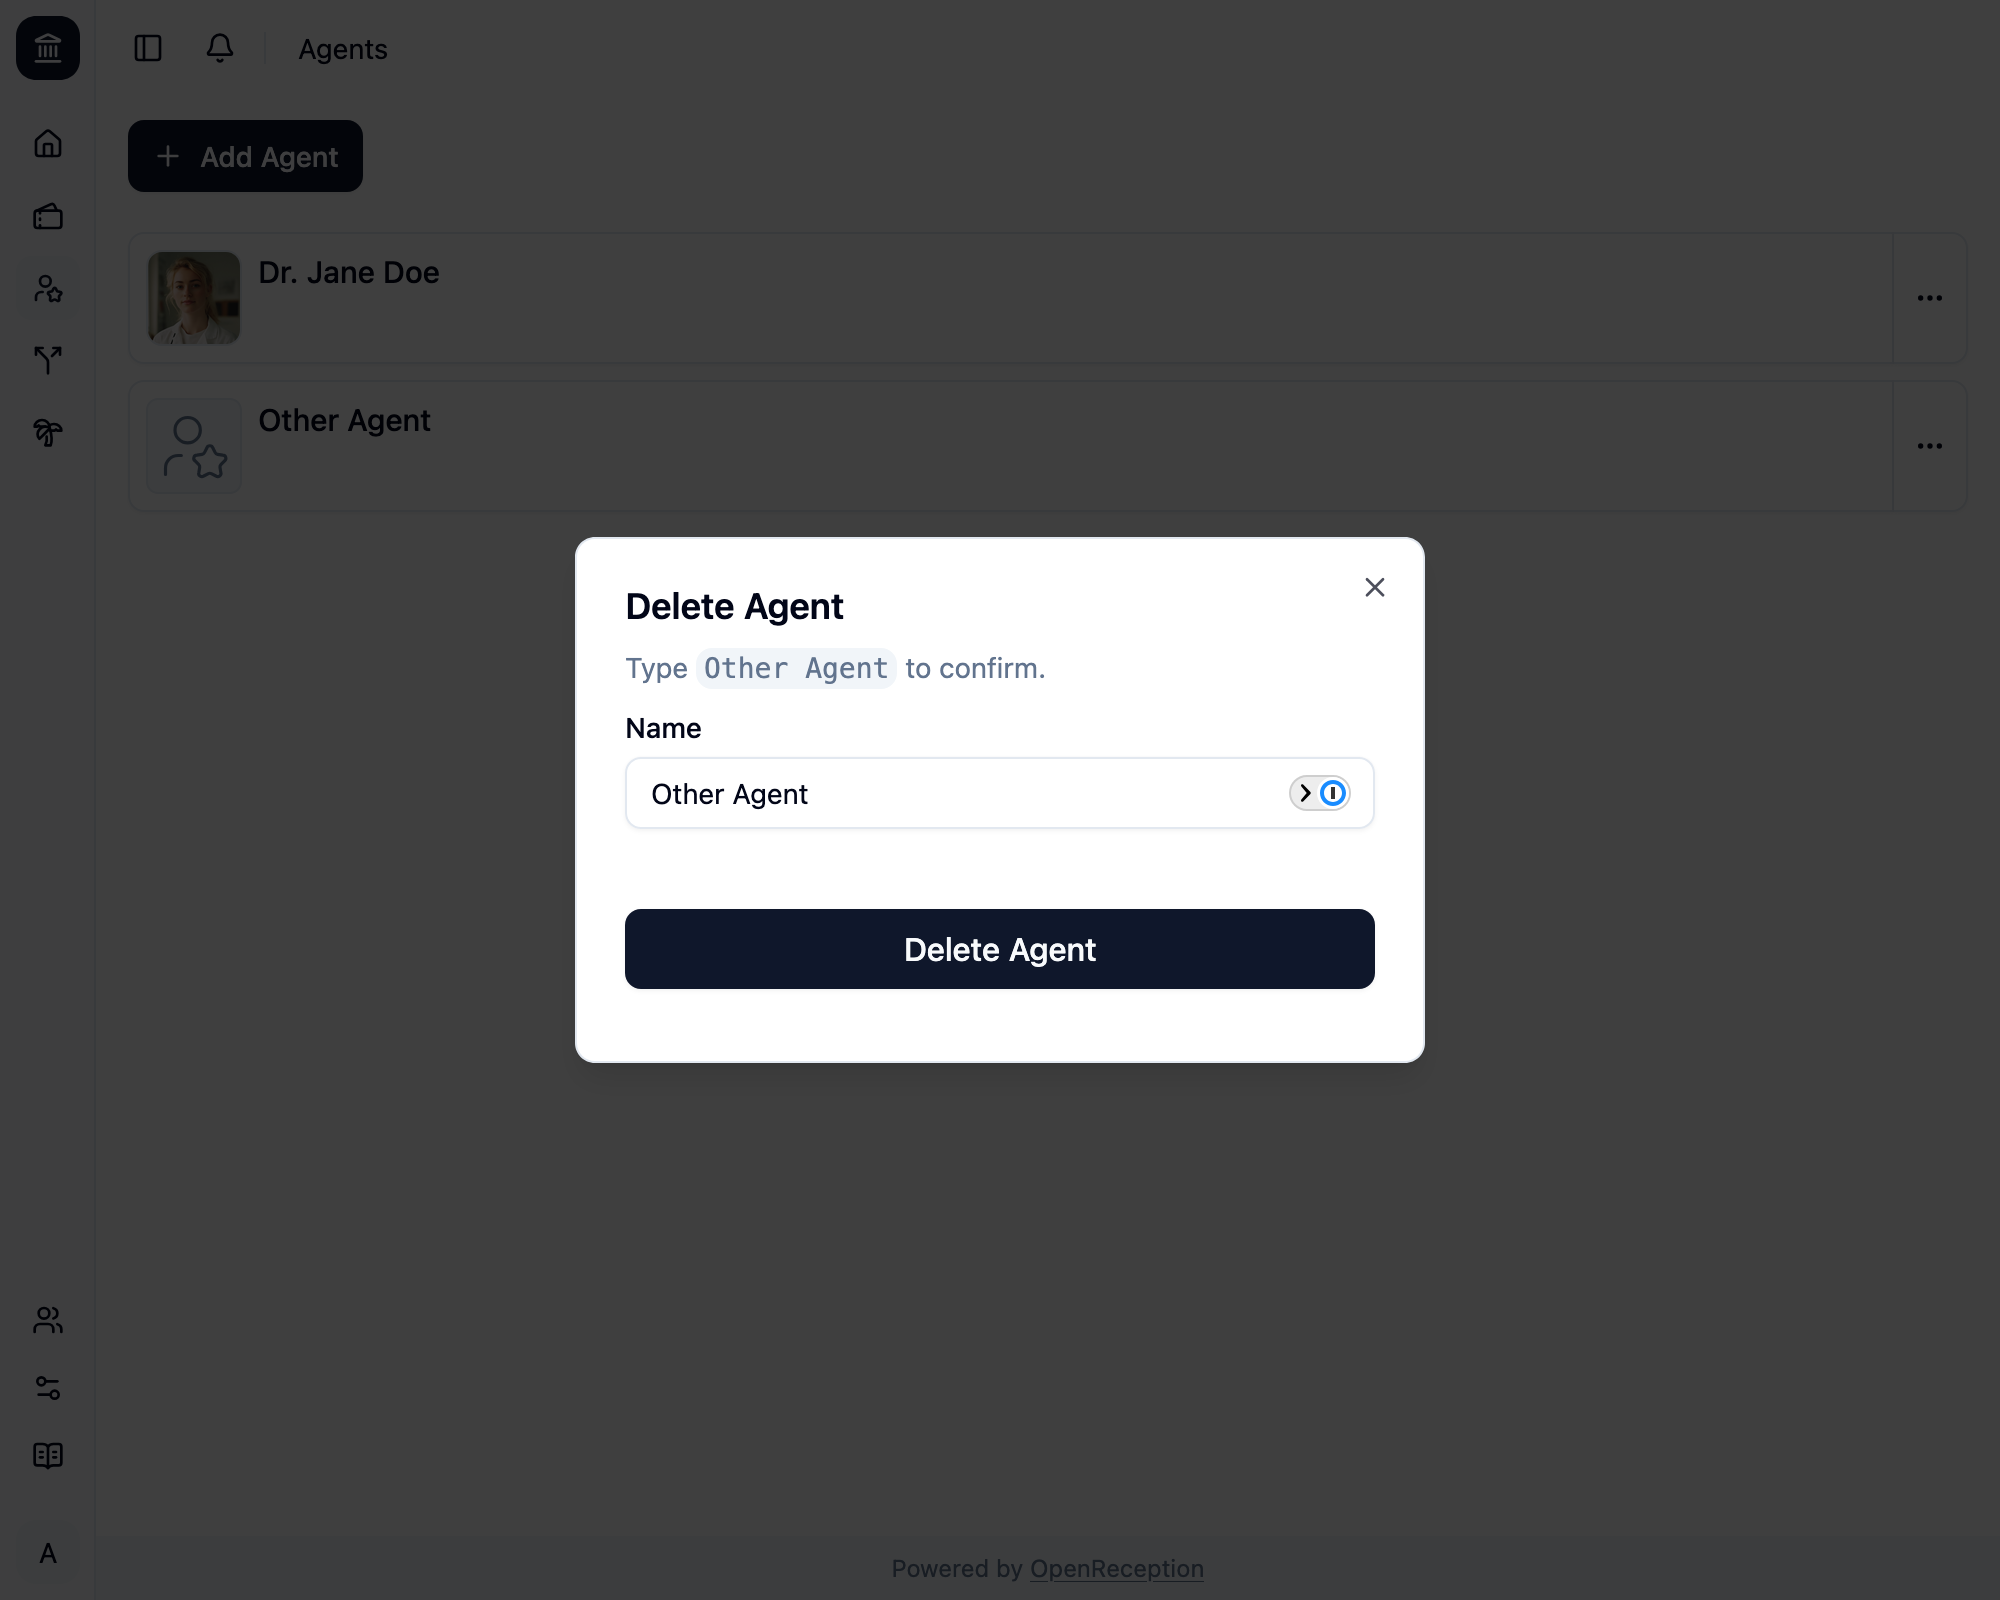 Agents
Add Agent
Dr. Jane Doe
Other Agent
Delete Agent
Type Other Agent to confirm.
Name
Other Agent
Delete Agent
A
Powered by OpenReception